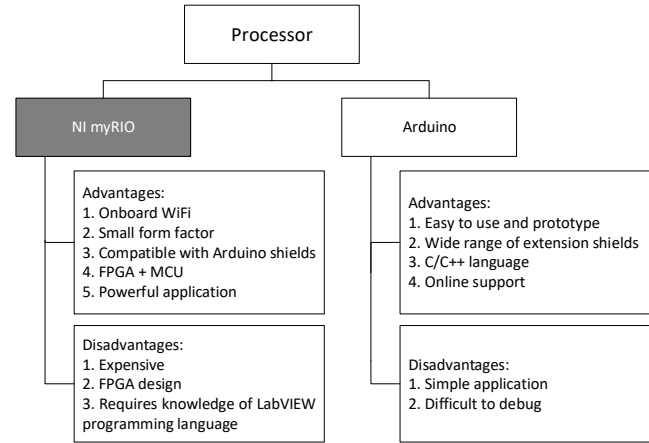 Processor
NI myRIO
Arduino
Advantages:
1. Onboard WiFi
2. Small form factor
3. Compatible with Arduino shields
4. FPGA + MCU
5. Powerful application
Advantages:
1. Easy to use and prototype
2. Wide range of extension shields
3. C/C++ language
4. Online support
Disadvantages:
1. Expensive
2. FPGA design
3. Requires knowledge of LabVIEW
programming language
Disadvantages:
1. Simple application
2. Difficult to debug